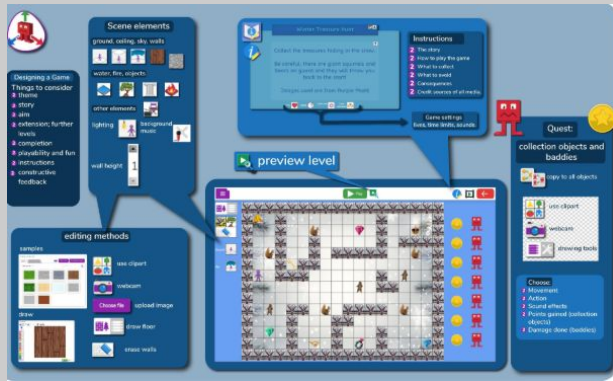 Designing a Game
Things to consider
theme
story
aim
extension; further
levels
completion
playability and fun
instructions
constructive
feedback
Scene elements
ground, ceiling, sky, walls
water, fire, objects
other elements
lighting
background
music
wall height
1
Winter Treasure Hunt
Collect the treasures hiding in the snow.
Instructions
The story
How to play the game
What to collect
What to avoid
Consequences
Credit sources of all media.
Game settings
lives, time limits, sounds
preview level
Play
editing methods
samples
use clipart
webcam
Choose file
upload image
draw
draw floor
erase walls
Quest:
collection objects and
baddies
copy to all objects
use clipart
webcam
drawing tools
Choose
Movement
Action
Sound effects
Points gained (collection
objects)
Damage done (baddies)